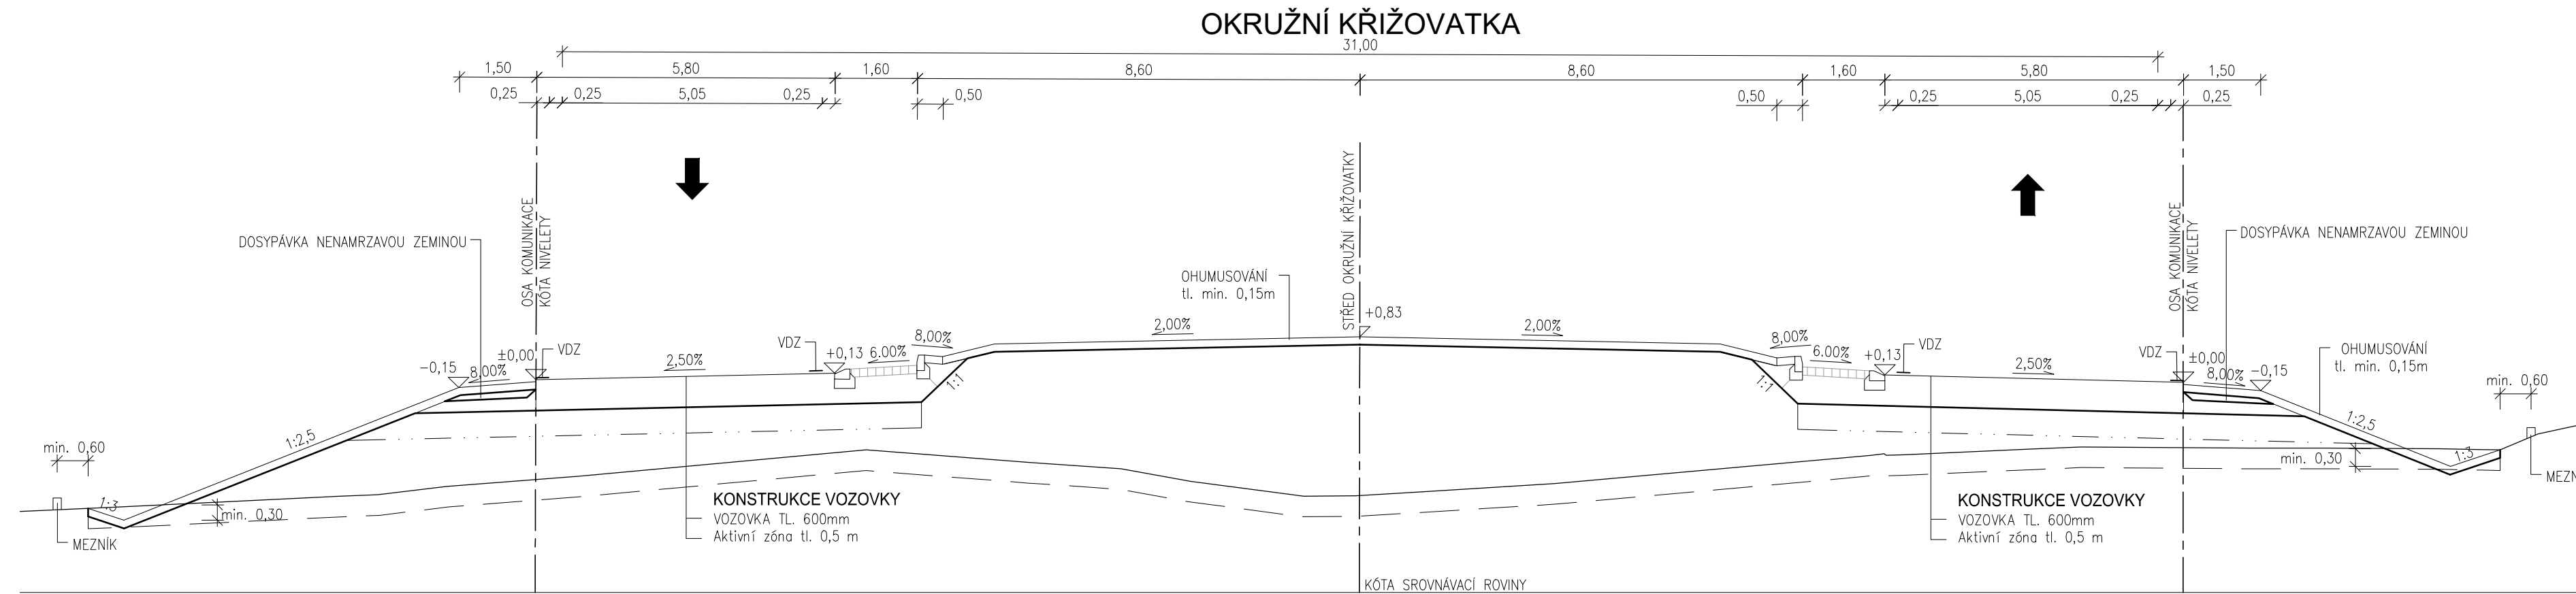 OKRUŽNÍ KŘIŽOVATKA
31,00
1,50 5,80 1,60 8,60 8,60 1,60 5,80 1,50
0,25 0,25 5,05 0,25 0,50 0,50 0,25 5,05 0,25 0,25
OSA KOMUNIKACE
KÓTA NIVELETY
STŘED OKRUŽNÍ KŘIŽOVATKY
OSA KOMUNIKACE
KÓTA NIVELETY
DOSYPÁVKA NENAMRZAVOU ZEMINOU
DOSYPÁVKA NENAMRZAVOU ZEMINOU
OHUMUSOVÁNÍ
tl. min. 0,15m
+0,83
2,00% 2,00%
8,00% 8,00%
-0,15 8,00% ±0,00 VDZ 2,50% VDZ +0,13 6.00% 1:1
1:1 6.00% +0,13 VDZ 2,50% VDZ ±0,00 8,00% -0,15
OHUMUSOVÁNÍ
tl. min. 0,15m
min. 0,60
1:2,5
1:2,5
min. 0,60
1:3
min. 0,30
1:3
min. 0,30
MEZNÍK
MEZN
KONSTRUKCE VOZOVKY
VOZOVKA TL. 600mm
Aktivní zóna tl. 0,5 m
KONSTRUKCE VOZOVKY
VOZOVKA TL. 600mm
Aktivní zóna tl. 0,5 m
KÓTA SROVNÁVACÍ ROVINY